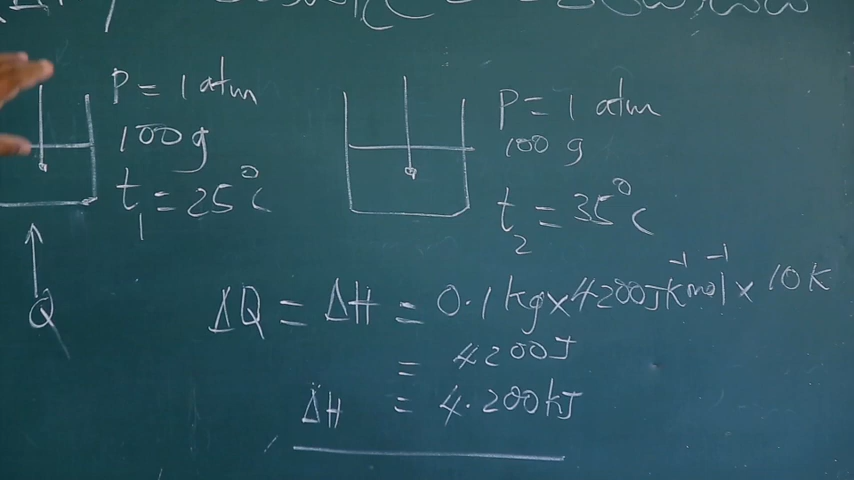 P = 1 atm
100 g
t₁ = 25°C
Q
P = 1 atm
100 g
t₂ = 35°C
ΔQ = ΔH = 0.1 kg × 4200 J K⁻¹ mol⁻¹ × 10 K
= 4200 J
ΔH = 4.200 kJ